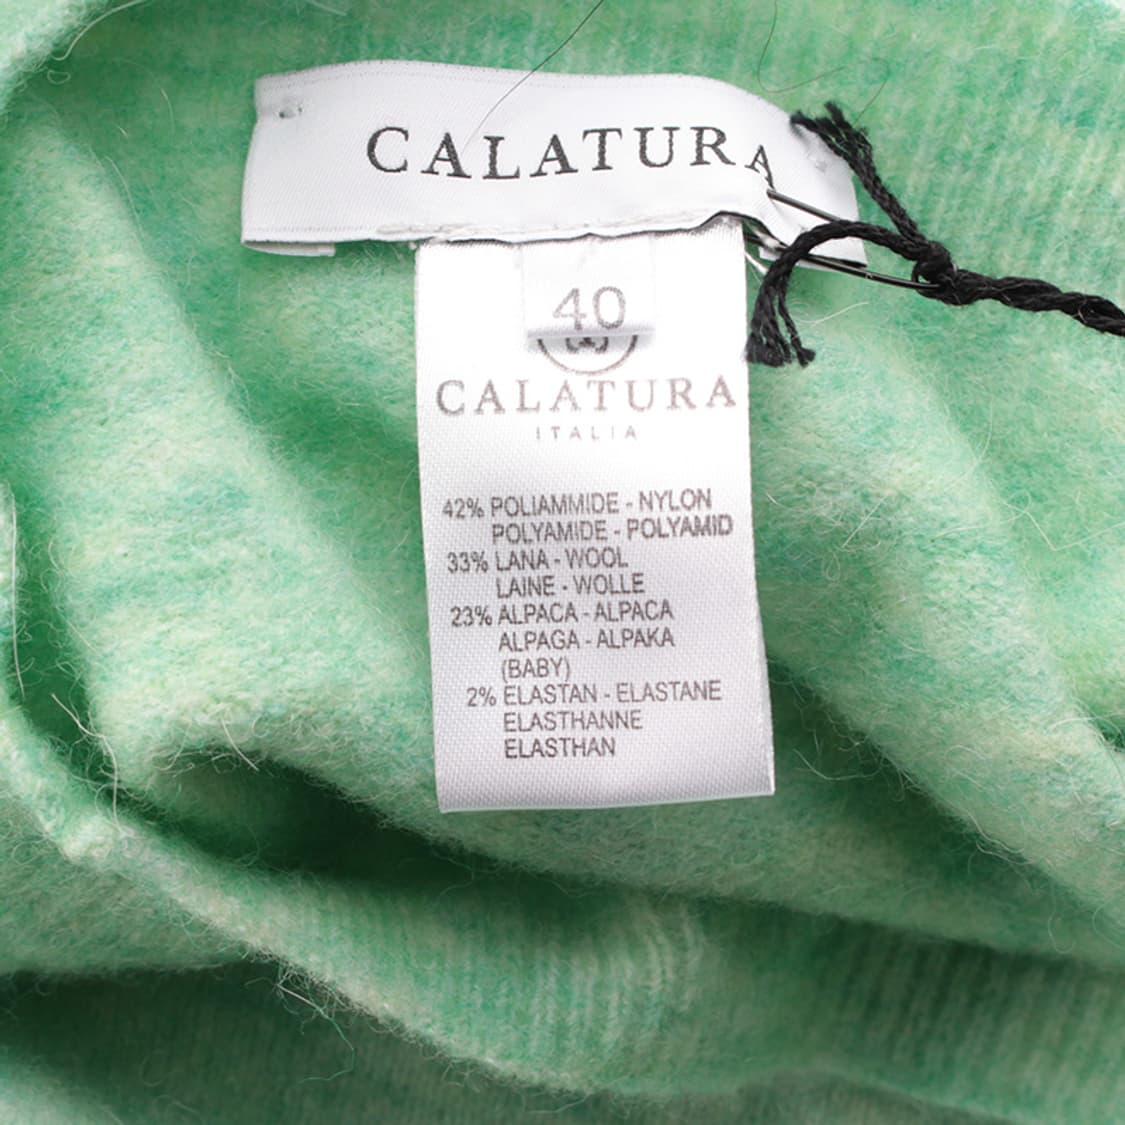 CALATURA
40
CALATURA
ITALIA
42% POLIAMMIDE - NYLON
POLYAMIDE - POLYAMID
33% LANA - WOOL
LAINE - WOLLE
23% ALPACA - ALPACA
ALPAGA - ALPAKA
(BABY)
2% ELASTAN - ELASTANE
ELASTHANNE
ELASTHAN